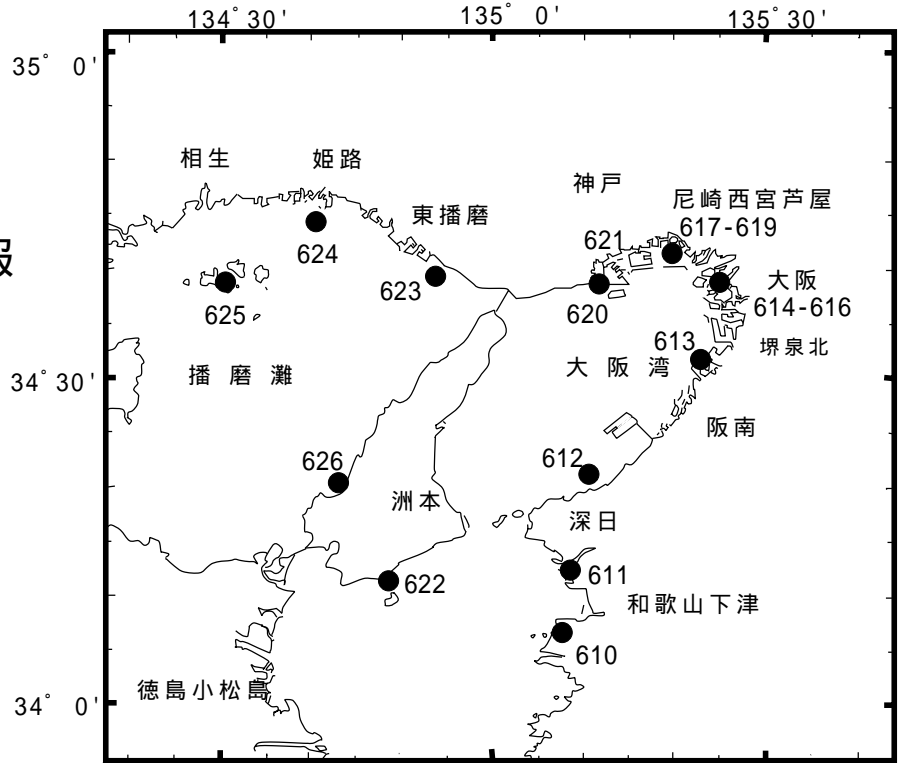 134° 30'
135° 0'
135° 30'
35° 0'
相生
姫路
神戸
尼崎西宮芦屋
東播磨
617-619
621
報
624
623
大阪
625
620
614-616
613
堺泉北
大阪湾
播磨灘
34° 30'
阪南
626
612
洲本
深日
622
611
和歌山下津
610
徳島小松島
34° 0'